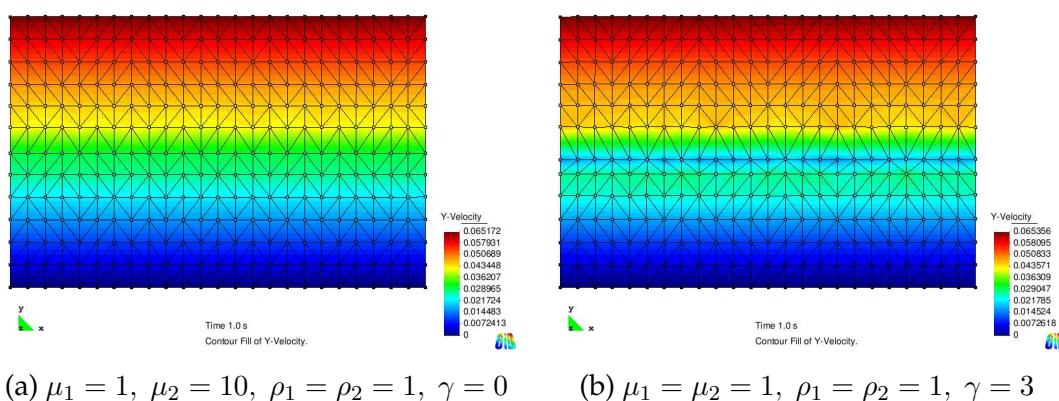 Y-Velocity
0.065172
0.057931
0.050689
0.043448
0.036207
0.028965
0.021724
0.014483
0.0072413
0
y
x
x
Time 1.0 s
Contour Fill of Y-Velocity.
GiD
(a) μ₁ = 1, μ₂ = 10, ρ₁ = ρ₂ = 1, γ = 0
Y-Velocity
0.065356
0.058095
0.050833
0.043571
0.036309
0.029047
0.021785
0.014524
0.0072618
0
y
x
x
Time 1.0 s
Contour Fill of Y-Velocity.
GiD
(b) μ₁ = μ₂ = 1, ρ₁ = ρ₂ = 1, γ = 3